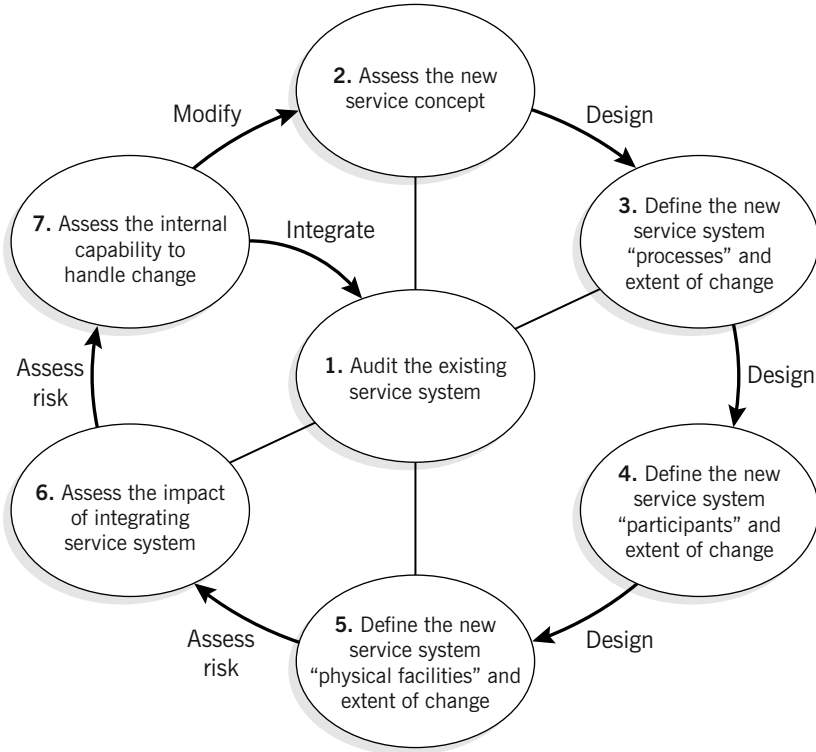 2. Assess the new
service concept
Modify
Design
7. Assess the internal
capability to
handle change
Integrate
3. Define the new
service system
“processes” and
extent of change
1. Audit the existing
service system
Assess
risk
Design
6. Assess the impact
of integrating
service system
4. Define the new
service system
“participants” and
extent of change
Assess
risk
5. Define the new
service system
“physical facilities” and
extent of change
Design